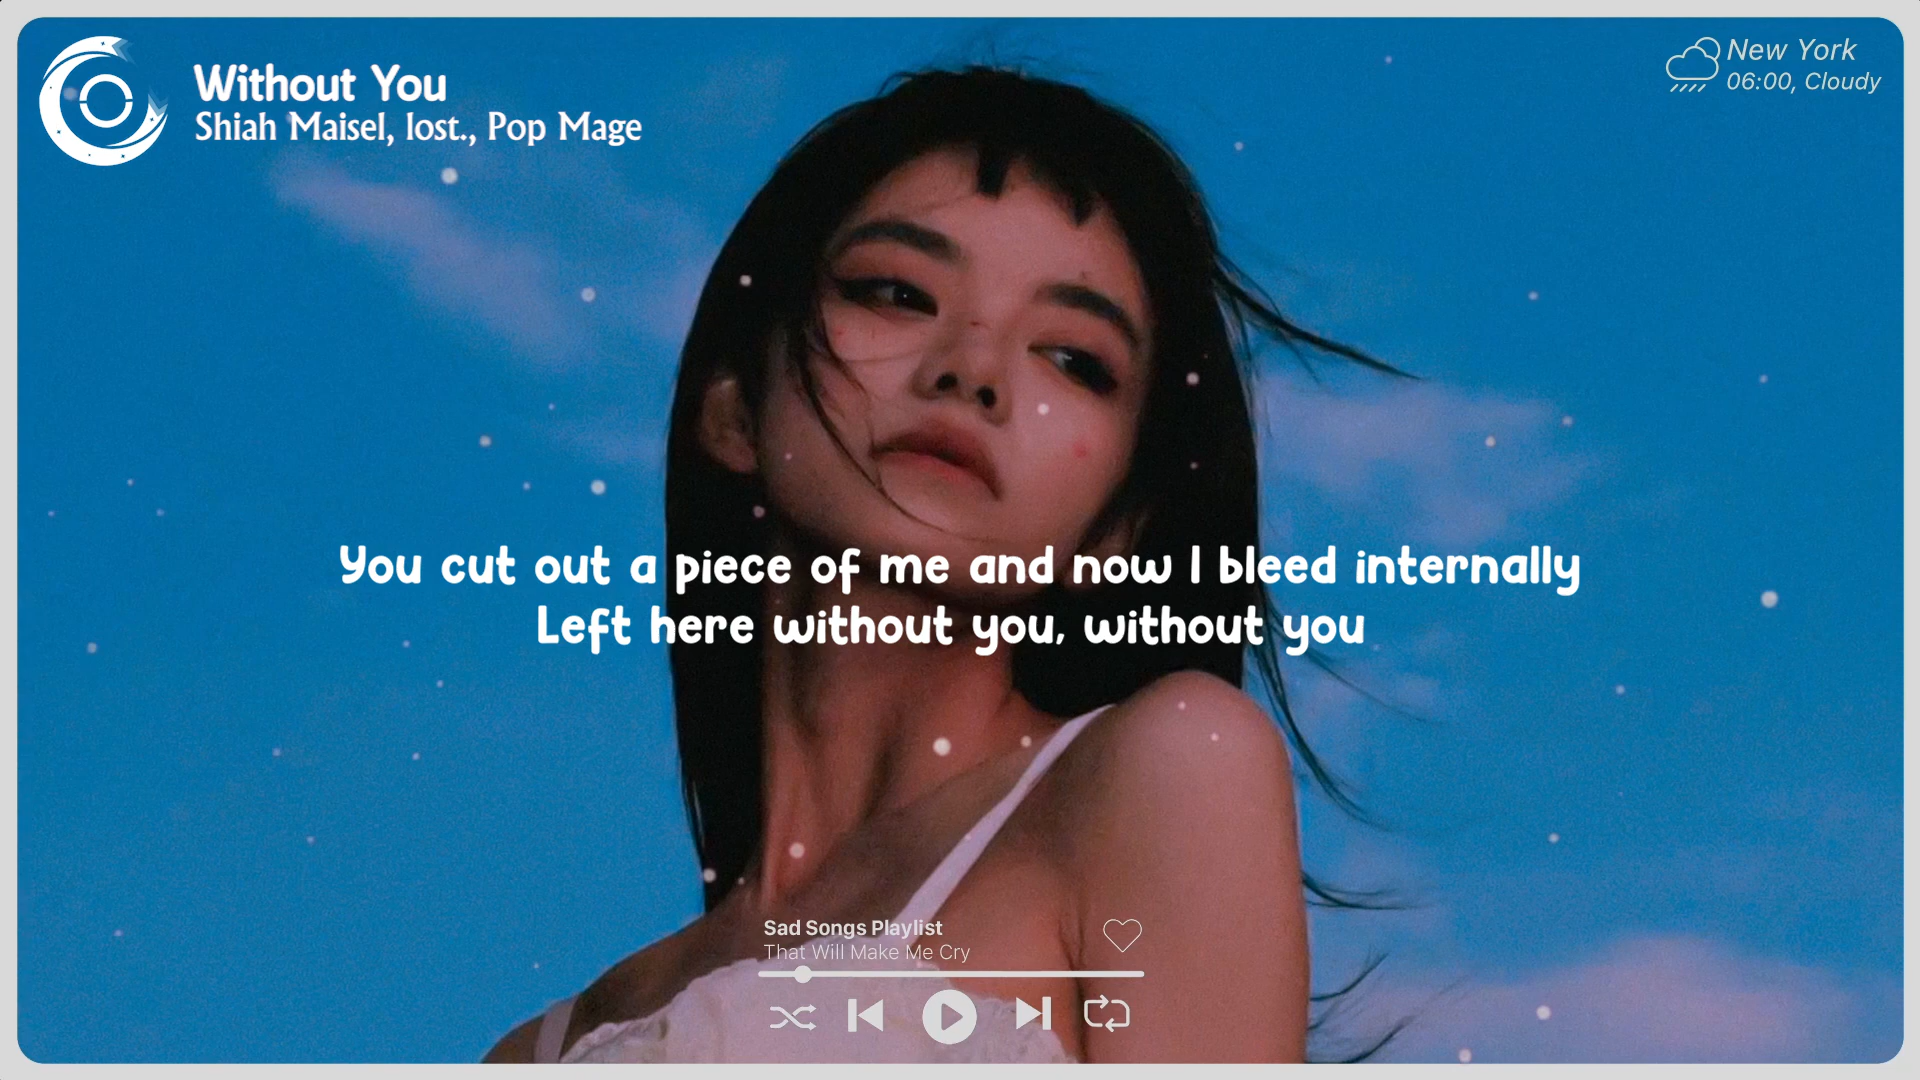 Without You
Shiah Maisel, lost., Pop Mage
New York
06:00, Cloudy
You cut out a piece of me and now I bleed internally
Left here without you, without you
Sad Songs Playlist
That Will Make Me Cry